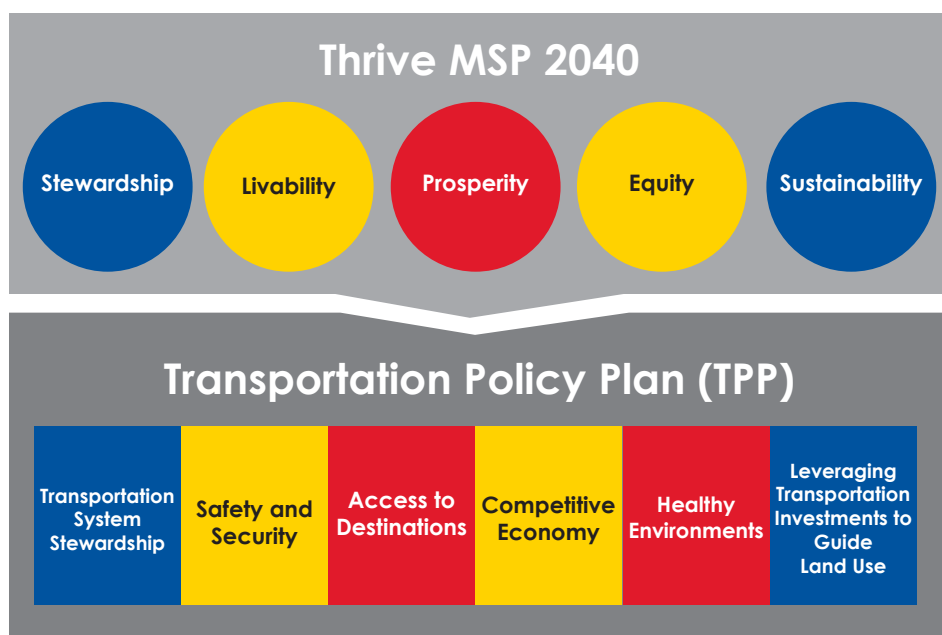 Thrive MSP 2040
Stewardship
Livability
Prosperity
Equity
Sustainability
Transportation Policy Plan (TPP)
Transportation
System
Stewardship
Safety and
Security
Access to
Destinations
Competitive
Economy
Healthy
Environments
Leveraging
Transportation
Investments to
Guide
Land Use